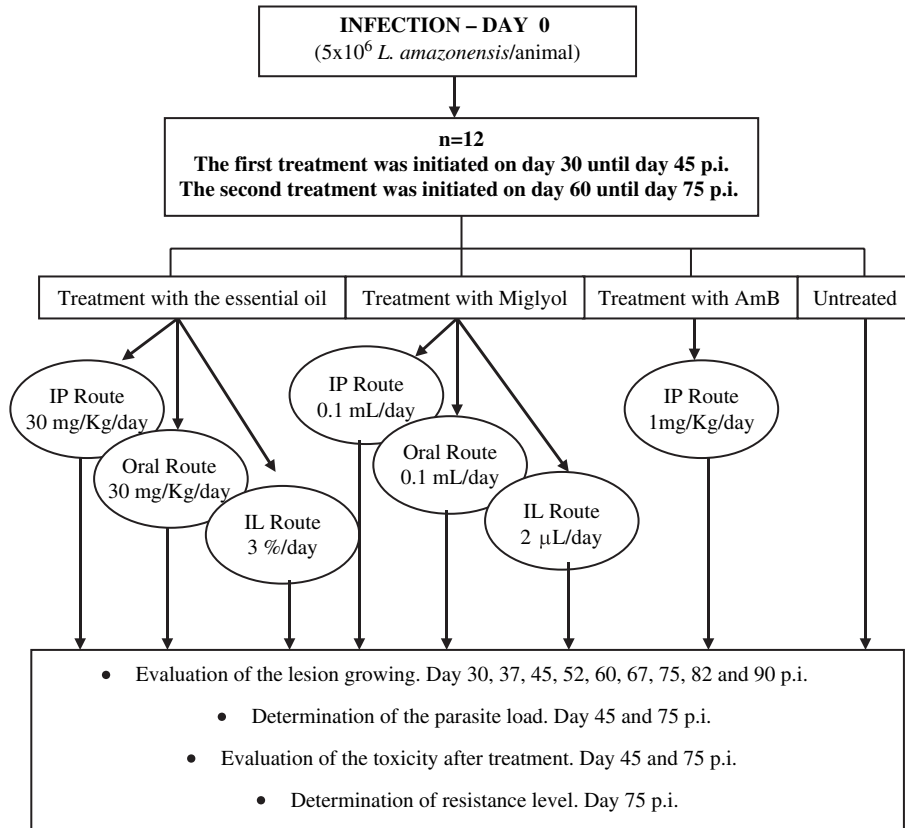 INFECTION – DAY 0
(5x10⁶ L. amazonensis/animal)
n=12
The first treatment was initiated on day 30 until day 45 p.i.
The second treatment was initiated on day 60 until day 75 p.i.
Treatment with the essential oil
Treatment with Miglyol
Treatment with AmB
Untreated
IP Route
30 mg/Kg/day
Oral Route
30 mg/Kg/day
IL Route
3 %/day
IP Route
0.1 mL/day
Oral Route
0.1 mL/day
IL Route
2 µL/day
IP Route
1mg/Kg/day
• Evaluation of the lesion growing. Day 30, 37, 45, 52, 60, 67, 75, 82 and 90 p.i.
• Determination of the parasite load. Day 45 and 75 p.i.
• Evaluation of the toxicity after treatment. Day 45 and 75 p.i.
• Determination of resistance level. Day 75 p.i.